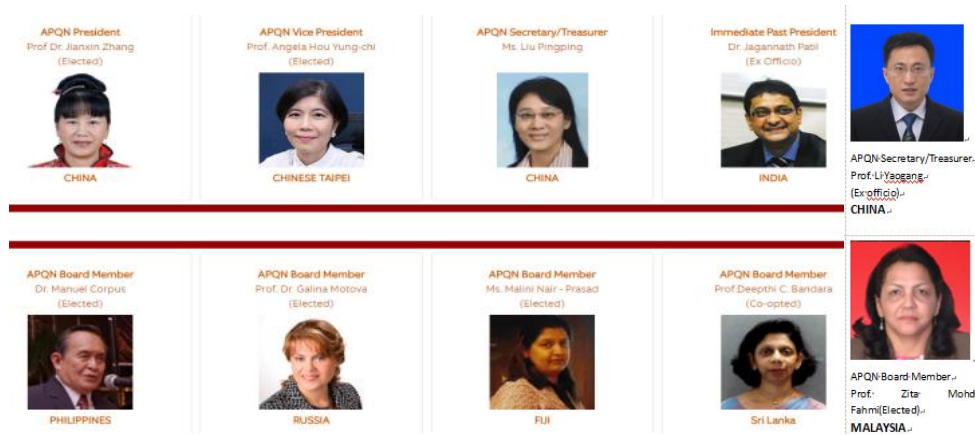 APQN President
Prof Dr. Jianxin Zhang
(Elected)
CHINA
APQN Vice President
Prof. Angela Hou Yung-chi
(Elected)
CHINESE TAIPEI
APQN Secretary/Treasurer
Ms. Liu Pingping
CHINA
Immediate Past President
Dr. Jagannath Patil
(Ex Officio)
INDIA
APQN·Secretary/Treasurer
Prof.·Li·Yaogang
(Ex·officio)
CHINA
APQN Board Member
Dr. Manuel Corpus
(Elected)
PHILIPPINES
APQN Board Member
Prof. Dr. Galina Motova
(Elected)
RUSSIA
APQN Board Member
Ms. Malini Nair - Prasad
(Elected)
FIJI
APQN Board Member
Prof.Deepthi C. Bandara
(Co-opted)
Sri Lanka
APQN·Board·Member
Prof.· Zita· Mohd
Fahmi(Elected)
MALAYSIA